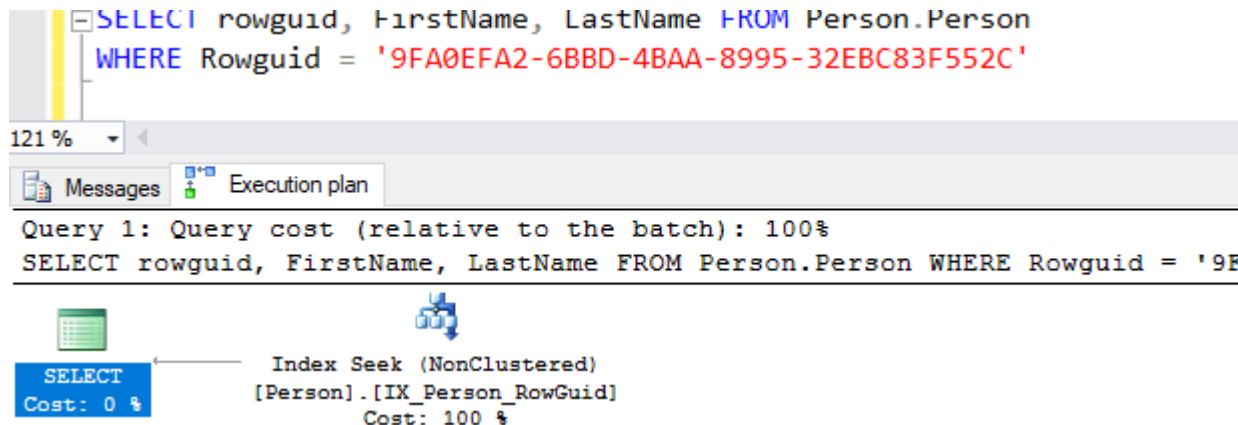 SELECT rowguid, FirstName, LastName FROM Person.Person
WHERE Rowguid = '9FA0EFA2-6BBD-4BAA-8995-32EBC83F552C'
121 %
Messages Execution plan
Query 1: Query cost (relative to the batch): 100%
SELECT rowguid, FirstName, LastName FROM Person.Person WHERE Rowguid = '9F
SELECT
Cost: 0 %
Index Seek (NonClustered)
[Person].[IX_Person_RowGuid]
Cost: 100 %